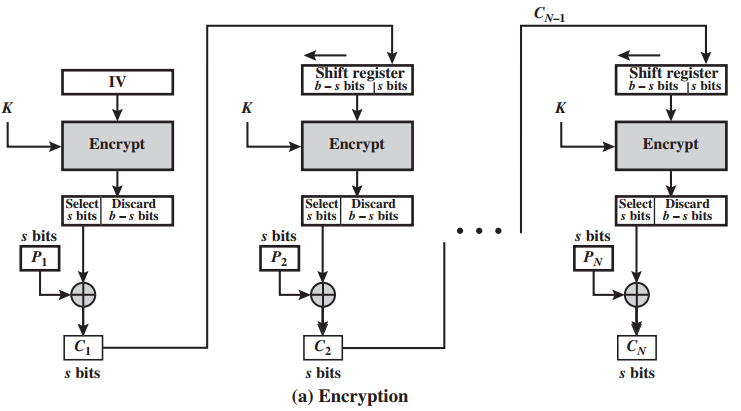 C_{N–1}
IV
Shift register
b – s bits | s bits
Shift register
b – s bits | s bits
K
K
K
Encrypt
Encrypt
Encrypt
Select
s bits
Discard
b – s bits
Select
s bits
Discard
b – s bits
Select
s bits
Discard
b – s bits
s bits
P_1
s bits
P_2
• • •
s bits
P_N
C_1
s bits
C_2
s bits
C_N
s bits
(a) Encryption